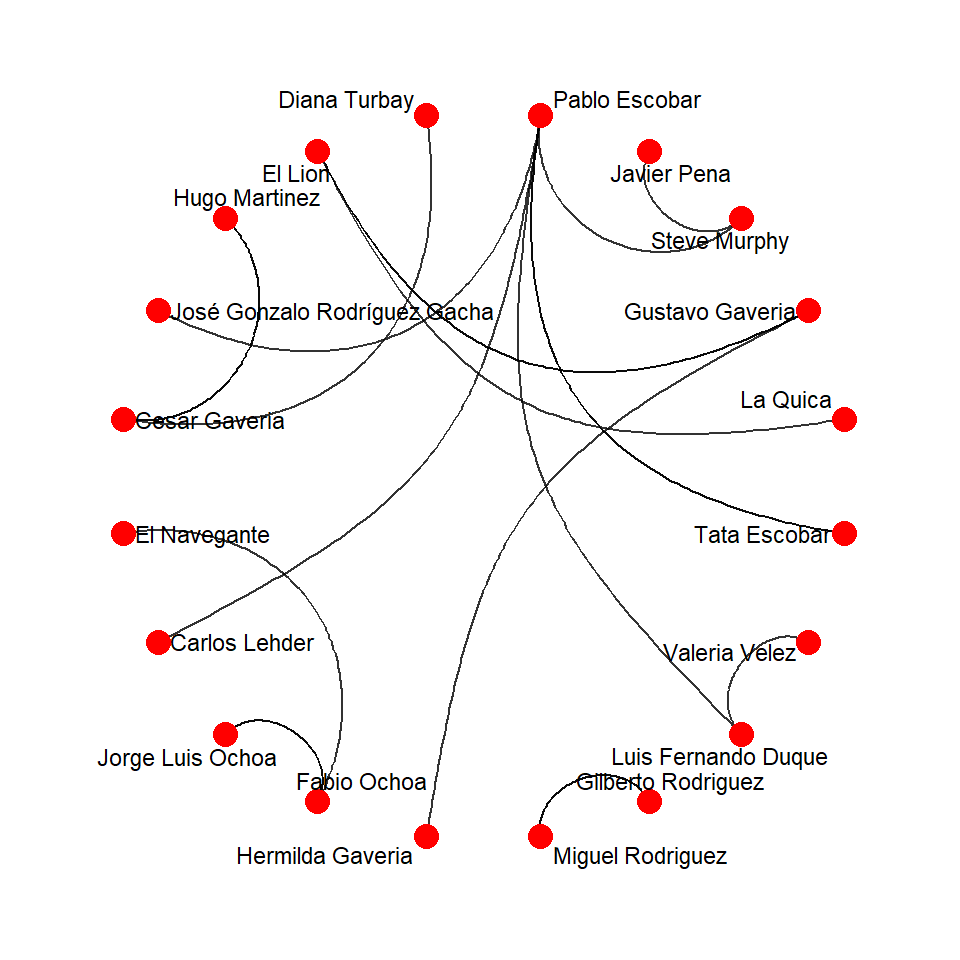 Diana Turbay
Pablo Escobar
El Lion
Javier Pena
Hugo Martinez
Steve Murphy
José Gonzalo Rodríguez Gacha
Gustavo Gaveria
La Quica
Cesar Gaveria
El Navegante
Tata Escobar
Carlos Lehder
Valeria Velez
Jorge Luis Ochoa
Luis Fernando Duque
Fabio Ochoa
Gilberto Rodriguez
Hermilda Gaveria
Miguel Rodriguez